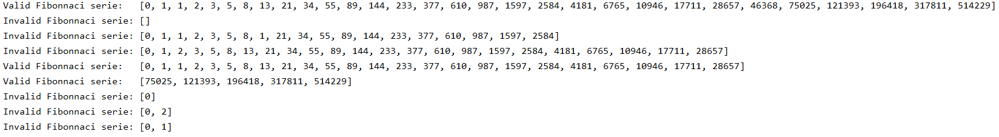 Valid Fibonnaci serie:   [0, 1, 1, 2, 3, 5, 8, 13, 21, 34, 55, 89, 144, 233, 377, 610, 987, 1597, 2584, 4181, 6765, 10946, 17711, 28657, 46368, 75025, 121393, 196418, 317811, 514229]
Invalid Fibonnaci serie: []
Invalid Fibonnaci serie: [0, 1, 1, 2, 3, 5, 8, 1, 21, 34, 55, 89, 144, 233, 377, 610, 987, 1597, 2584]
Invalid Fibonnaci serie: [0, 1, 2, 3, 5, 8, 13, 21, 34, 55, 89, 144, 233, 377, 610, 987, 1597, 2584, 4181, 6765, 10946, 17711, 28657]
Valid Fibonnaci serie:   [0, 1, 1, 2, 3, 5, 8, 13, 21, 34, 55, 89, 144, 233, 377, 610, 987, 1597, 2584, 4181, 6765, 10946, 17711, 28657]
Valid Fibonnaci serie:   [75025, 121393, 196418, 317811, 514229]
Invalid Fibonnaci serie: [0]
Invalid Fibonnaci serie: [0, 2]
Invalid Fibonnaci serie: [0, 1]